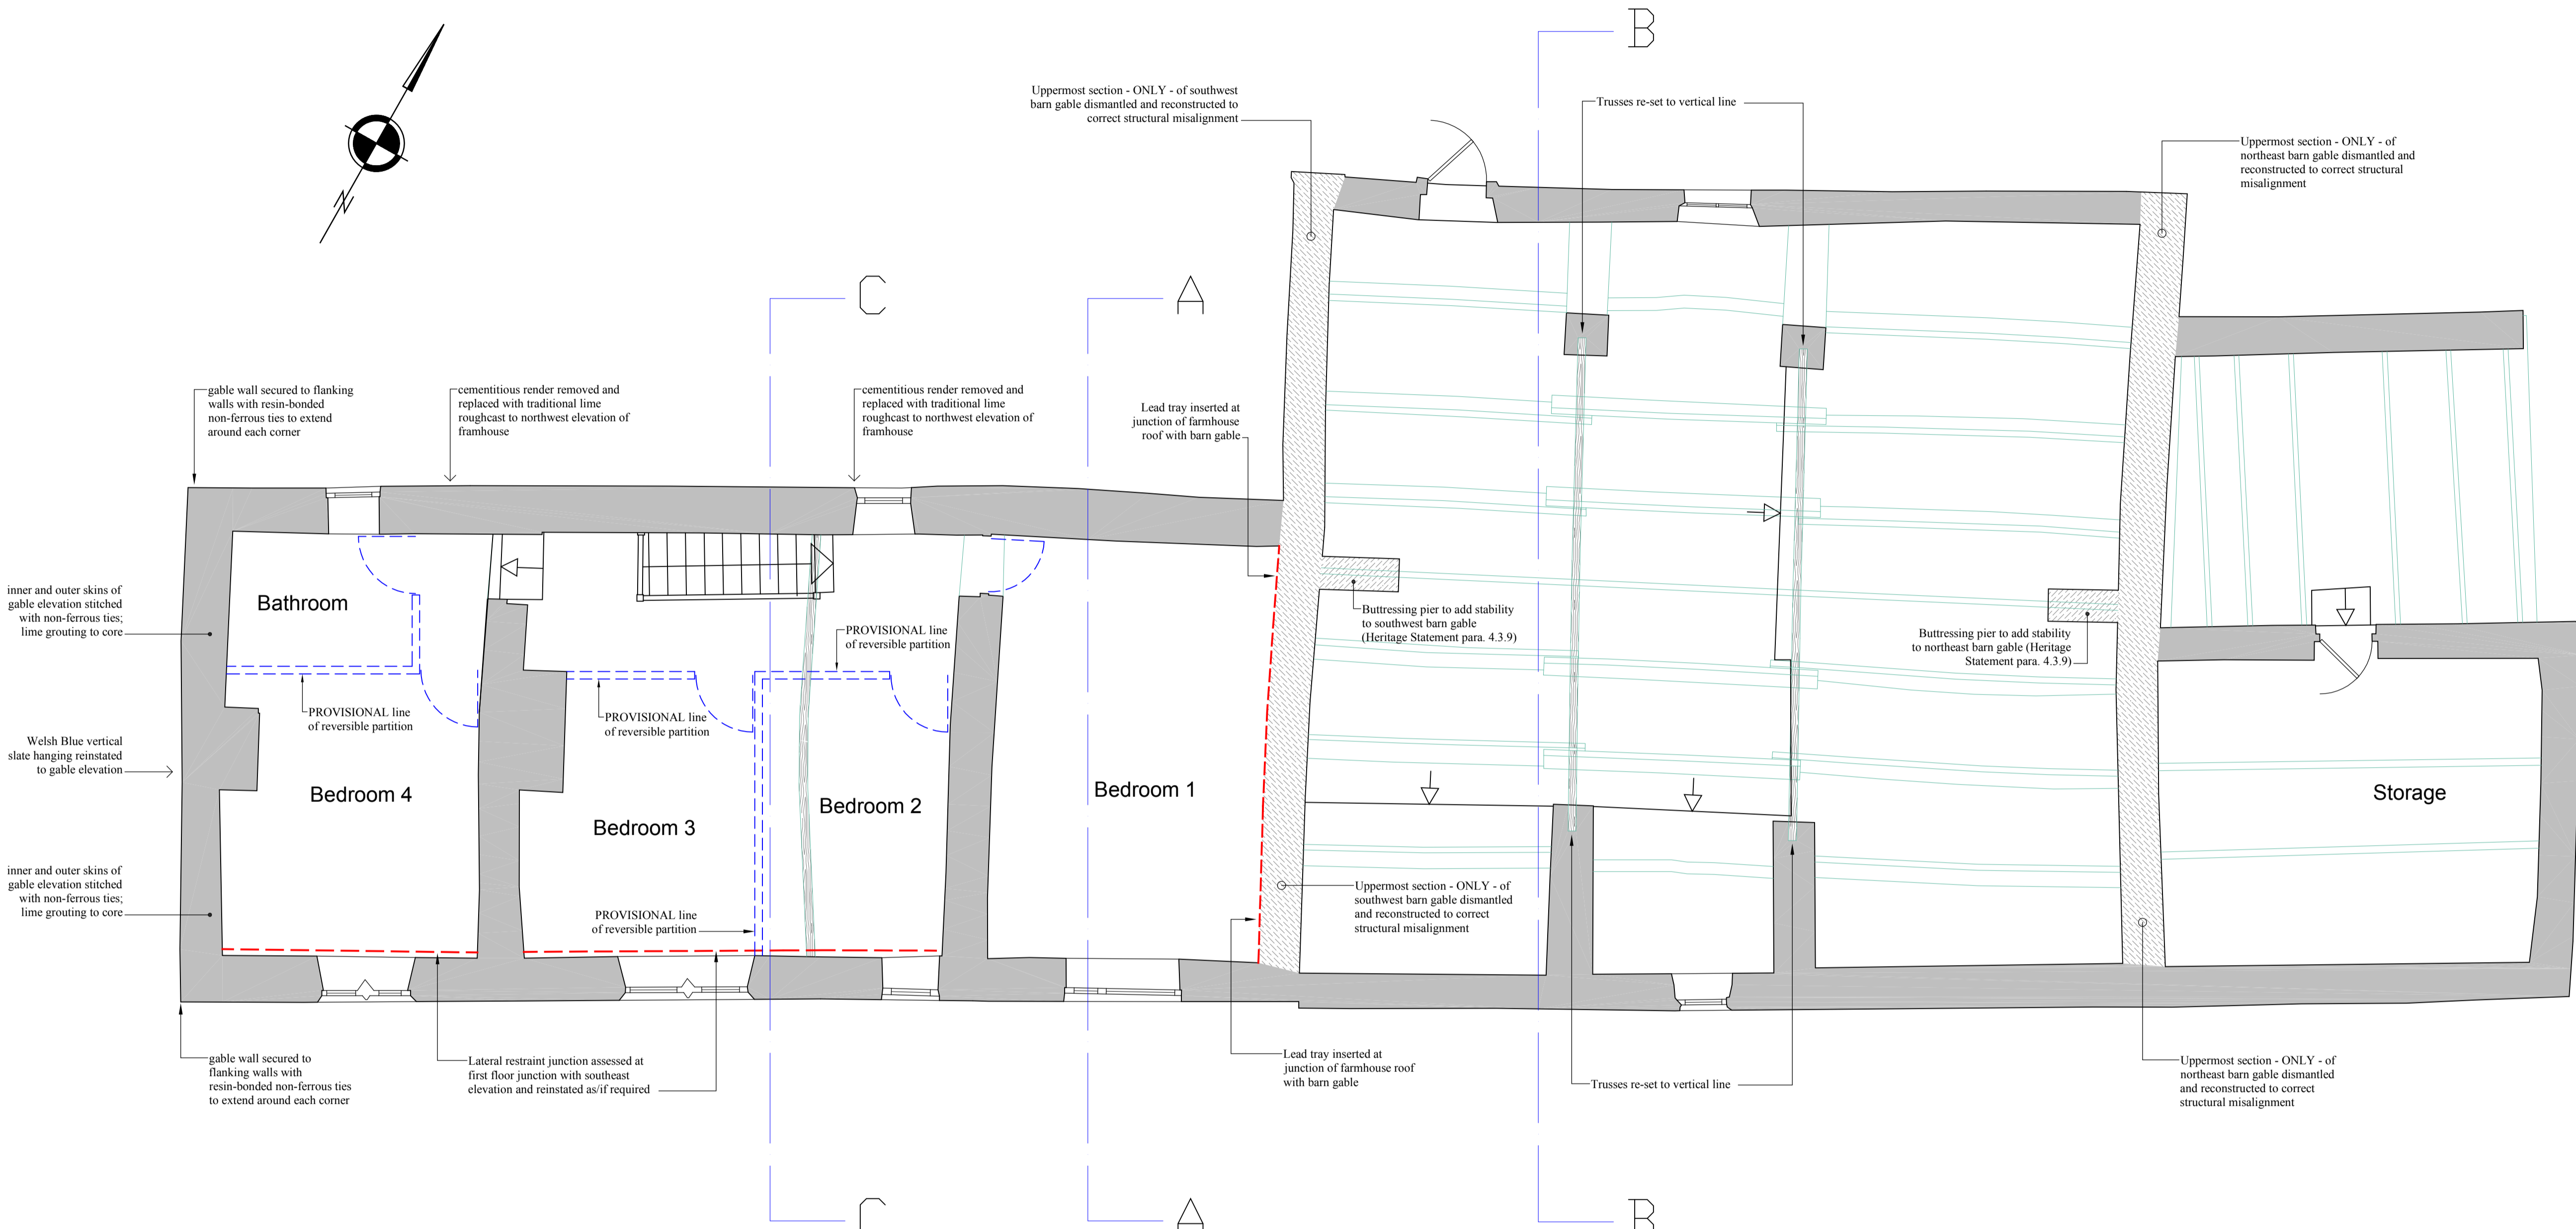 B
Uppermost section - ONLY - of southwest
barn gable dismantled and reconstructed to
correct structural misalignment
Trusses re-set to vertical line
Uppermost section - ONLY - of
northeast barn gable dismantled and
reconstructed to correct structural
misalignment
N
C
A
gable wall secured to flanking
walls with resin-bonded
non-ferrous ties to extend
around each corner
cementitious render removed and
replaced with traditional lime
roughcast to northwest elevation of
framhouse
cementitious render removed and
replaced with traditional lime
roughcast to northwest elevation of
framhouse
Lead tray inserted at
junction of farmhouse
roof with barn gable
inner and outer skins of
gable elevation stitched
with non-ferrous ties;
lime grouting to core
Bathroom
PROVISIONAL line
of reversible partition
Buttressing pier to add stability
to southwest barn gable
(Heritage Statement para. 4.3.9)
Buttressing pier to add stability
to northeast barn gable (Heritage
Statement para. 4.3.9)
PROVISIONAL line
of reversible partition
PROVISIONAL line
of reversible partition
Welsh Blue vertical
slate hanging reinstated
to gable elevation
Bedroom 4
Bedroom 3
Bedroom 2
Bedroom 1
Storage
inner and outer skins of
gable elevation stitched
with non-ferrous ties;
lime grouting to core
PROVISIONAL line
of reversible partition
Uppermost section - ONLY - of
southwest barn gable dismantled
and reconstructed to correct
structural misalignment
gable wall secured to
flanking walls with
resin-bonded non-ferrous ties
to extend around each corner
Lateral restraint junction assessed at
first floor junction with southeast
elevation and reinstated as/if required
Lead tray inserted at
junction of farmhouse roof
with barn gable
Trusses re-set to vertical line
Uppermost section - ONLY - of
northeast barn gable dismantled
and reconstructed to correct
structural misalignment
C
A
B